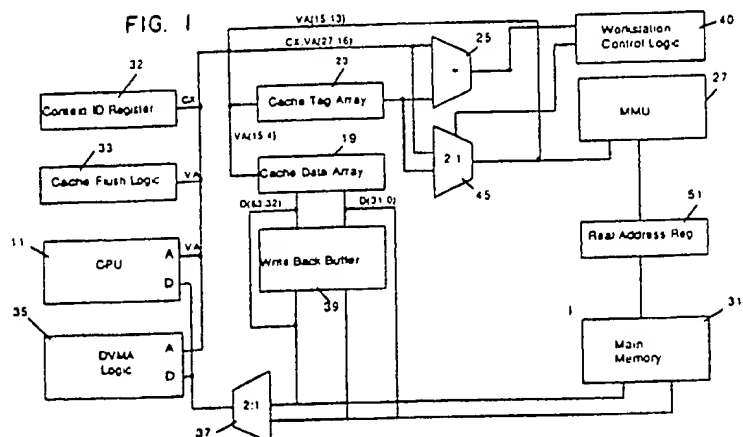 FIG. 1
VA(15:13)
CX,VA(27:16)
25
40
Workstation
Control Logic
32
23
27
Context ID Register
CX
Cache Tag Array
=
MMU
VA(15:4)
33
19
2:1
Cache Flush Logic
VA
Cache Data Array
45
D(63:32)
D(31:0)
51
11
VA
Real Address Reg
CPU
A
D
Write Back Buffer
39
31
35
Main
Memory
DVMA
Logic
A
D
2:1
37